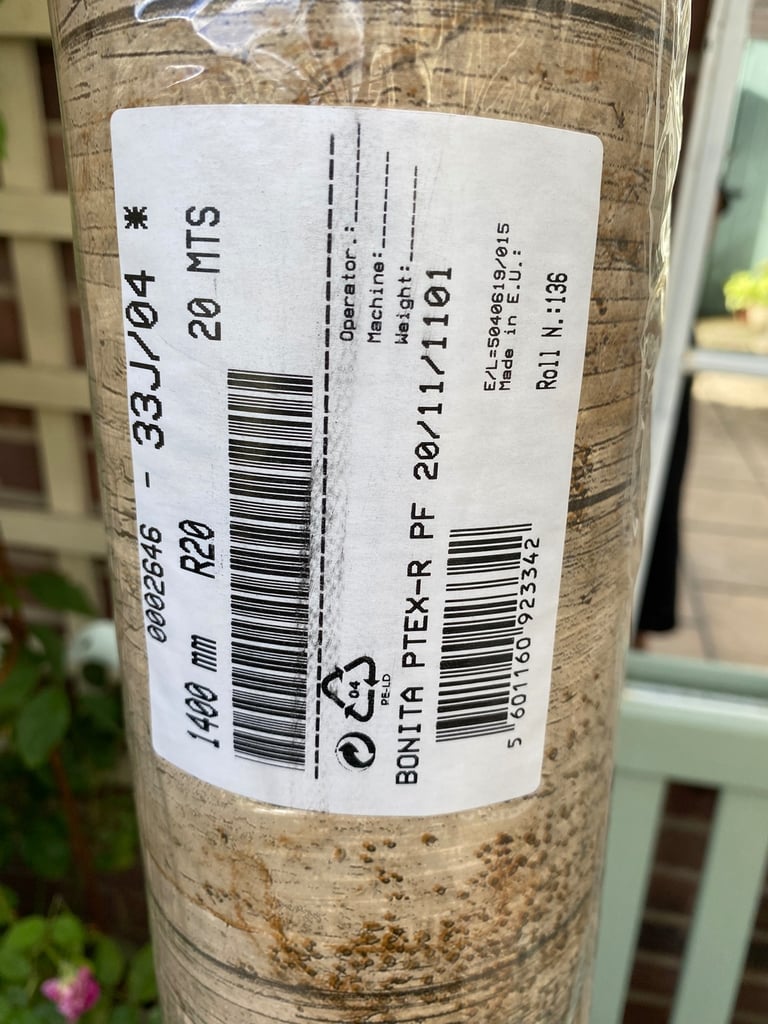 0002646 - 33J/04 *
1400 mm R20 20 MTS
Operator.:
Machine:
Weight:
04
PE-LD
BONITA PTEX-R PF 20/11/1101
E/L=5040619/015
Made in E.U.:
5 601160 923342
Roll N.:136